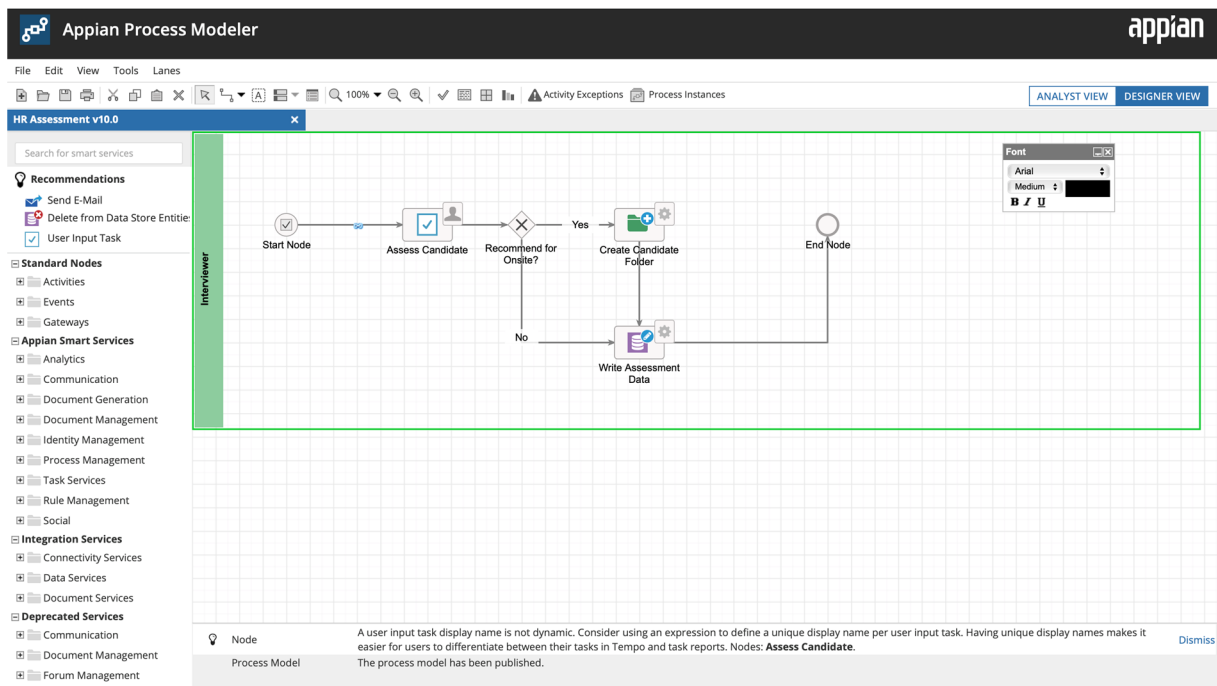 Appian Process Modeler
appian
File Edit View Tools Lanes
A 100% Activity Exceptions Process Instances
ANALYST VIEW DESIGNER VIEW
HR Assessment v10.0
Search for smart services
Recommendations
Send E-Mail
Delete from Data Store Entities
User Input Task
Standard Nodes
Activities
Events
Gateways
Appian Smart Services
Analytics
Communication
Document Generation
Document Management
Identity Management
Process Management
Task Services
Rule Management
Social
Integration Services
Connectivity Services
Data Services
Document Services
Deprecated Services
Communication
Document Management
Forum Management
Interviewer
Start Node
Assess Candidate
Recommend for
Onsite?
Yes
No
Create Candidate
Folder
Write Assessment
Data
End Node
Font
Arial
Medium
B I U
Node
A user input task display name is not dynamic. Consider using an expression to define a unique display name per user input task. Having unique display names makes it
easier for users to differentiate between their tasks in Tempo and task reports. Nodes: Assess Candidate.
Dismiss
Process Model The process model has been published.